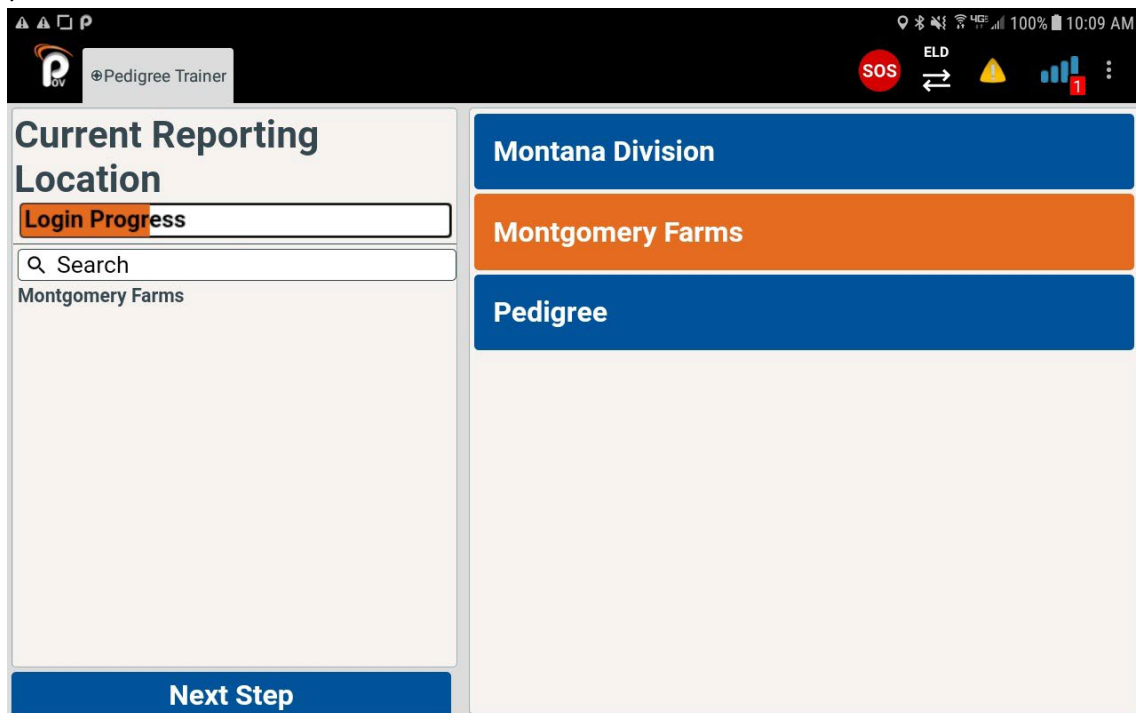 100% 10:09 AM
Pov
Pedigree Trainer
SOS
ELD
1
Current Reporting
Location
Login Progress
Search
Montgomery Farms
Next Step
Montana Division
Montgomery Farms
Pedigree